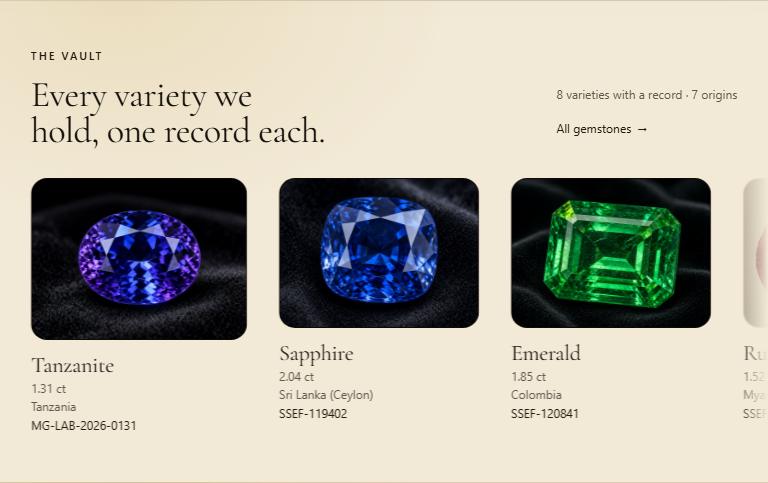 THE VAULT
Every variety we
hold, one record each.
8 varieties with a record · 7 origins
All gemstones →
Tanzanite
1.31 ct
Tanzania
MG-LAB-2026-0131
Sapphire
2.04 ct
Sri Lanka (Ceylon)
SSEF-119402
Emerald
1.85 ct
Colombia
SSEF-120841
1.52